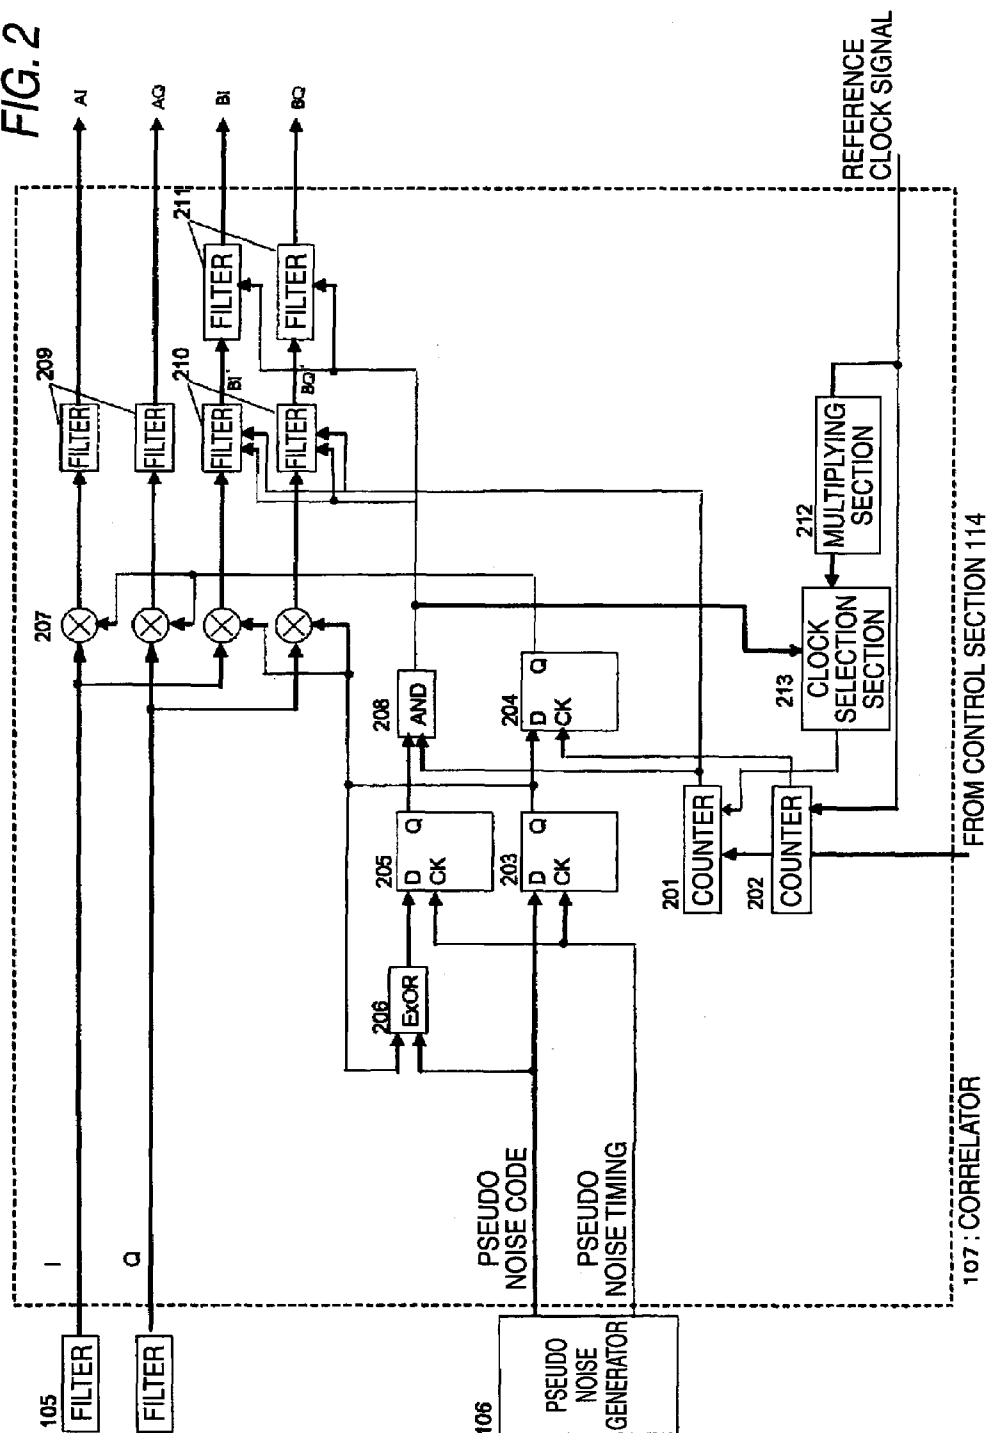 FIG. 2
105
FILTER
FILTER
I
Q
207
209
FILTER
FILTER
210
FILTER
FILTER
BI'
BQ'
211
FILTER
FILTER
AI
AQ
BI
BQ
206
ExOR
205
D
Q
CK
208
AND
203
D
Q
CK
204
D
Q
CK
106
PSEUDO
NOISE
GENERATOR
PSEUDO
NOISE CODE
PSEUDO
NOISE TIMING
201
COUNTER
202
COUNTER
213
CLOCK
SELECTION
SECTION
212
MULTIPLYING
SECTION
REFERENCE
CLOCK SIGNAL
107 : CORRELATOR
FROM CONTROL SECTION 114